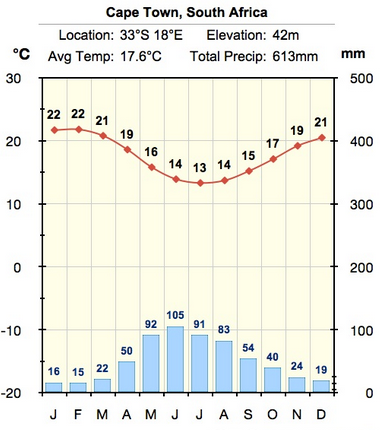 Cape Town, South Africa
Location: 33°S 18°E Elevation: 42m
°C Avg Temp: 17.6°C Total Precip: 613mm mm
30 500
22 22 21 19 16 14 13 14 15 17 19 21
20 400
10 300
0 200
-10 100
16 15 22 50 92 105 91 83 54 40 24 19
-20 0
J F M A M J J A S O N D